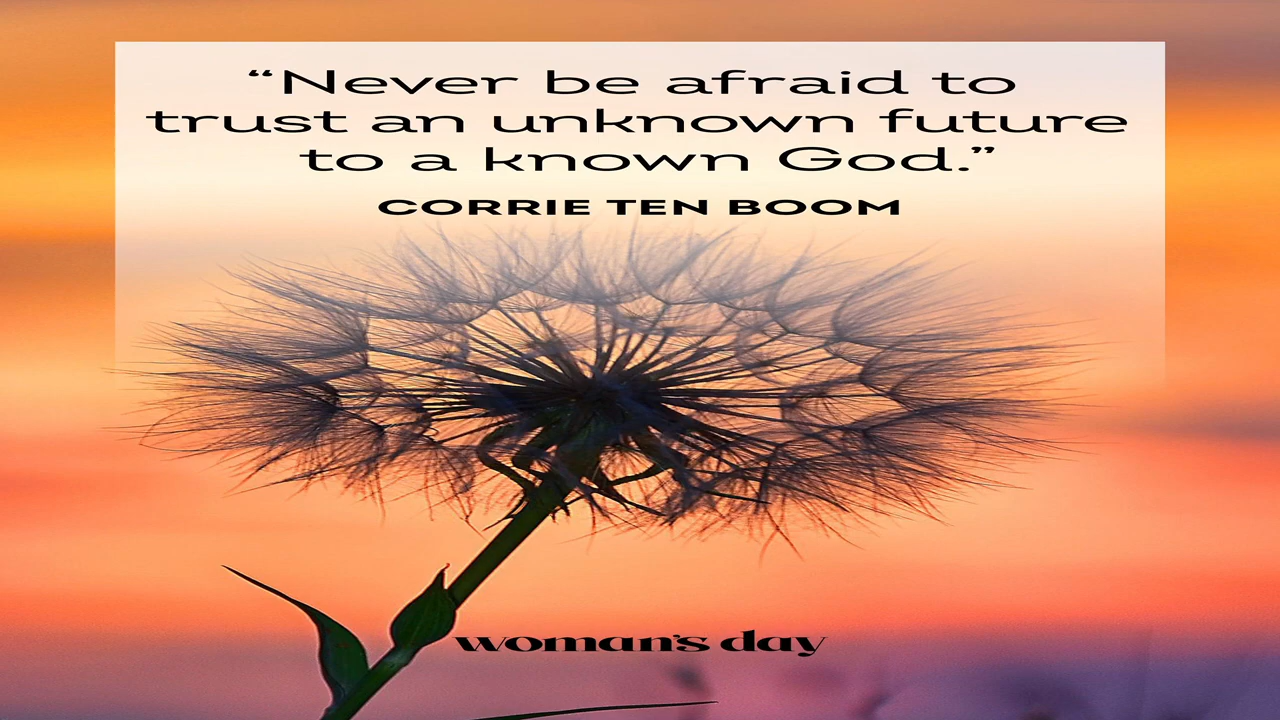 “Never be afraid to
trust an unknown future
to a known God.”
CORRIE TEN BOOM
woman's day